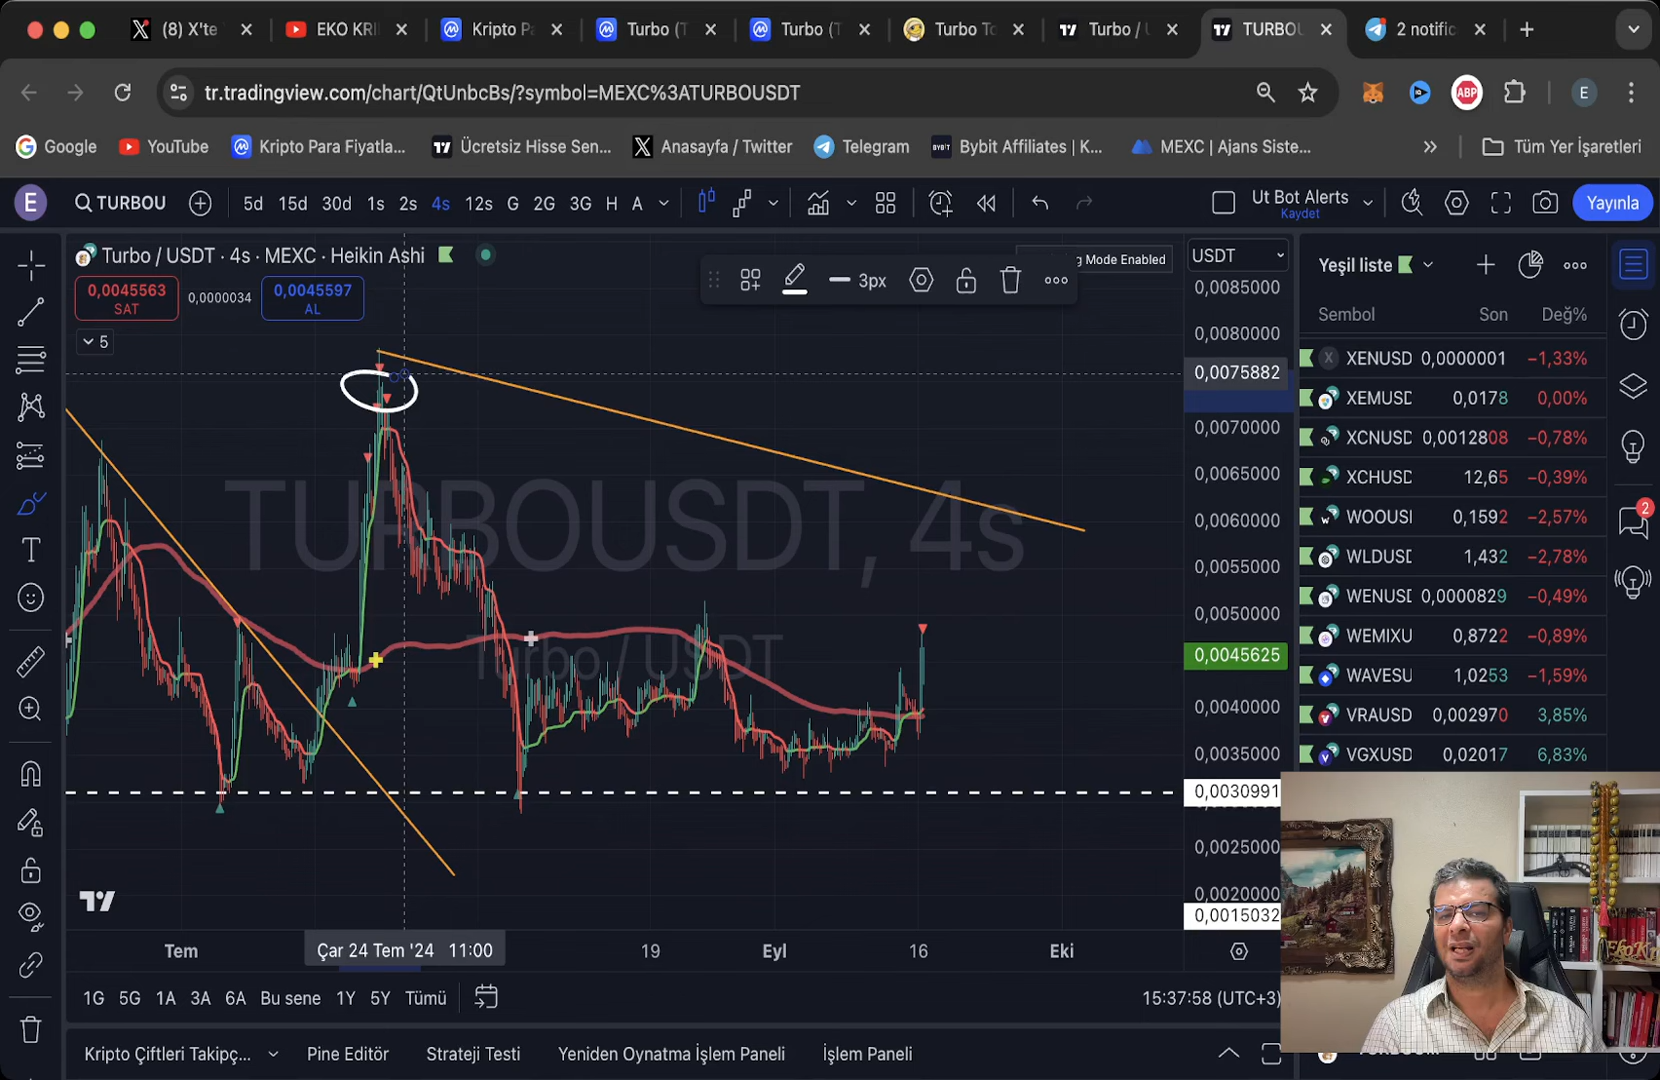 (8) X'te
EKO KRI
Kripto Pa
Turbo (T
Turbo (T
Turbo To
Turbo / U
TURBOU
2 notific
tr.tradingview.com/chart/QtUnbcBs/?symbol=MEXC%3ATURBOUSDT
ABP
E
Google
YouTube
Kripto Para Fiyatla...
Ücretsiz Hisse Sen...
Anasayfa / Twitter
Telegram
BYBIT
Bybit Affiliates | K...
MEXC | Ajans Siste...
Tüm Yer İşaretleri
E
TURBOU
5d 15d 30d 1s 2s 4s 12s G 2G 3G H A
Ut Bot Alerts
Kaydet
Yayınla
Turbo / USDT · 4s · MEXC · Heikin Ashi
0,0045563
SAT
0,0000034
0,0045597
AL
5
3px
g Mode Enabled
USDT
0,0085000
0,0080000
0,0075882
0,0070000
0,0065000
0,0060000
0,0055000
0,0050000
0,0045625
0,0040000
0,0035000
0,0030991
0,0025000
0,0020000
0,0015032
TURBOUSDT, 4s
Turbo / USDT
Yeşil liste
Sembol Son Değ%
XENUSD 0,0000001 −1,33%
XEMUSD 0,0178 0,00%
XCNUSD 0,0012808 −0,78%
XCHUSD 12,65 −0,39%
WOOUSI 0,1592 −2,57%
WLDUSD 1,432 −2,78%
WENUSD 0,0000829 −0,49%
WEMIXU 0,8722 −0,89%
WAVESU 1,0253 −1,59%
VRAUSD 0,002970 3,85%
VGXUSD 0,02017 6,83%
2
Tem
Çar 24 Tem '24 11:00
19
Eyl
16
Eki
1G 5G 1A 3A 6A Bu sene 1Y 5Y Tümü
15:37:58 (UTC+3)
Kripto Çiftleri Takipç...
Pine Editör
Strateji Testi
Yeniden Oynatma İşlem Paneli
İşlem Paneli